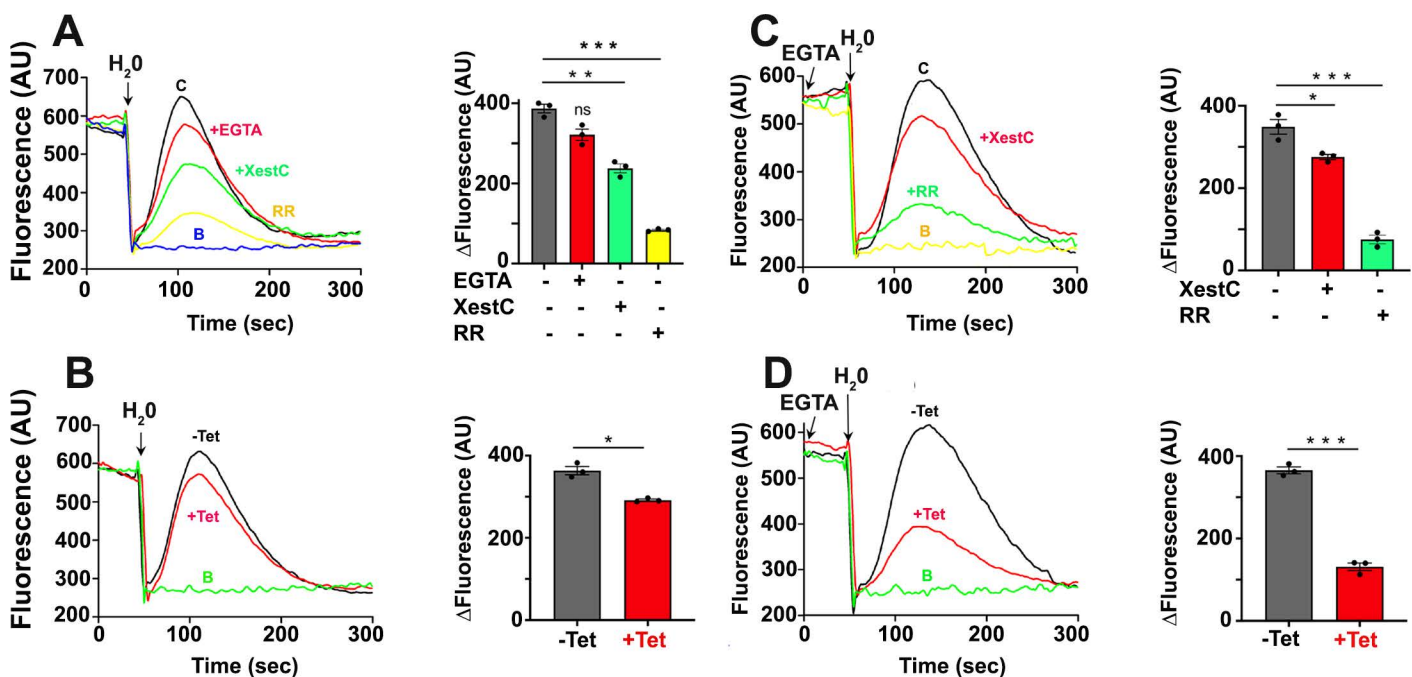 A
H20
C
+EGTA
+XestC
RR
B
Fluorescence (AU)
700
600
500
400
300
200
0
100
200
300
Time (sec)
* * *
* *
ns
ΔFluorescence (AU)
400
200
0
EGTA - + - -
XestC - - + -
RR - - - +
C
EGTA
H20
C
+XestC
+RR
B
Fluorescence (AU)
600
500
400
300
200
0
100
200
300
Time (sec)
* * *
*
ΔFluorescence (AU)
400
200
0
XestC - + -
RR - - +
B
H20
-Tet
+Tet
B
Fluorescence (AU)
700
600
500
400
300
200
0
100
200
300
Time (sec)
*
ΔFluorescence (AU)
400
200
0
-Tet +Tet
D
H20
EGTA
-Tet
+Tet
B
Fluorescence (AU)
600
500
400
300
200
0
100
200
300
Time (sec)
* * *
ΔFluorescence (AU)
400
200
0
-Tet +Tet